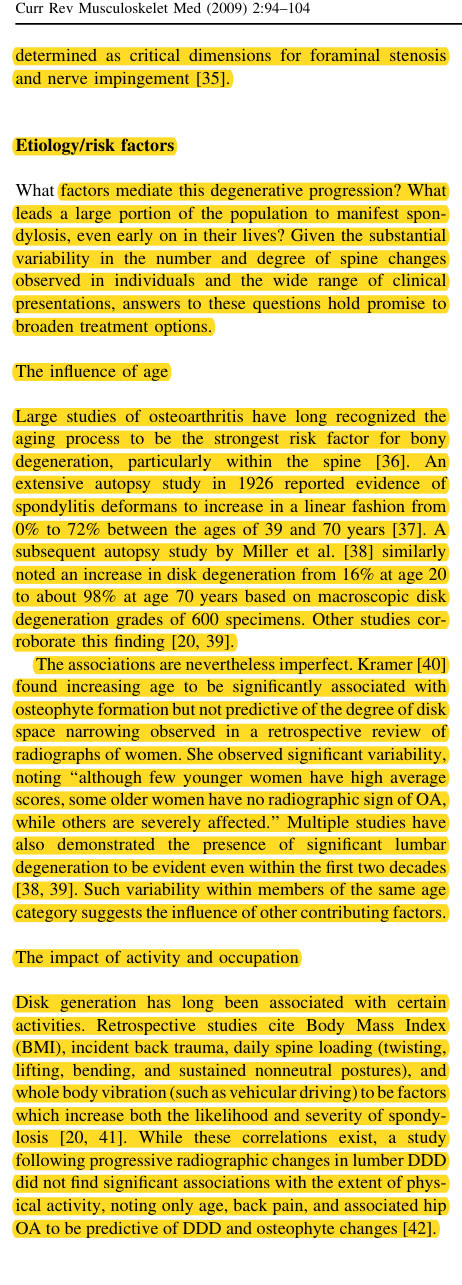 Curr Rev Musculoskelet Med (2009) 2:94–104
determined as critical dimensions for foraminal stenosis
and nerve impingement [35].
Etiology/risk factors
What factors mediate this degenerative progression? What
leads a large portion of the population to manifest spon-
dylosis, even early on in their lives? Given the substantial
variability in the number and degree of spine changes
observed in individuals and the wide range of clinical
presentations, answers to these questions hold promise to
broaden treatment options.
The influence of age
Large studies of osteoarthritis have long recognized the
aging process to be the strongest risk factor for bony
degeneration, particularly within the spine [36]. An
extensive autopsy study in 1926 reported evidence of
spondylitis deformans to increase in a linear fashion from
0% to 72% between the ages of 39 and 70 years [37]. A
subsequent autopsy study by Miller et al. [38] similarly
noted an increase in disk degeneration from 16% at age 20
to about 98% at age 70 years based on macroscopic disk
degeneration grades of 600 specimens. Other studies cor-
roborate this finding [20, 39].
The associations are nevertheless imperfect. Kramer [40]
found increasing age to be significantly associated with
osteophyte formation but not predictive of the degree of disk
space narrowing observed in a retrospective review of
radiographs of women. She observed significant variability,
noting “although few younger women have high average
scores, some older women have no radiographic sign of OA,
while others are severely affected.” Multiple studies have
also demonstrated the presence of significant lumbar
degeneration to be evident even within the first two decades
[38, 39]. Such variability within members of the same age
category suggests the influence of other contributing factors.
The impact of activity and occupation
Disk generation has long been associated with certain
activities. Retrospective studies cite Body Mass Index
(BMI), incident back trauma, daily spine loading (twisting,
lifting, bending, and sustained nonneutral postures), and
whole body vibration (such as vehicular driving) to be factors
which increase both the likelihood and severity of spondy-
losis [20, 41]. While these correlations exist, a study
following progressive radiographic changes in lumber DDD
did not find significant associations with the extent of phys-
ical activity, noting only age, back pain, and associated hip
OA to be predictive of DDD and osteophyte changes [42].